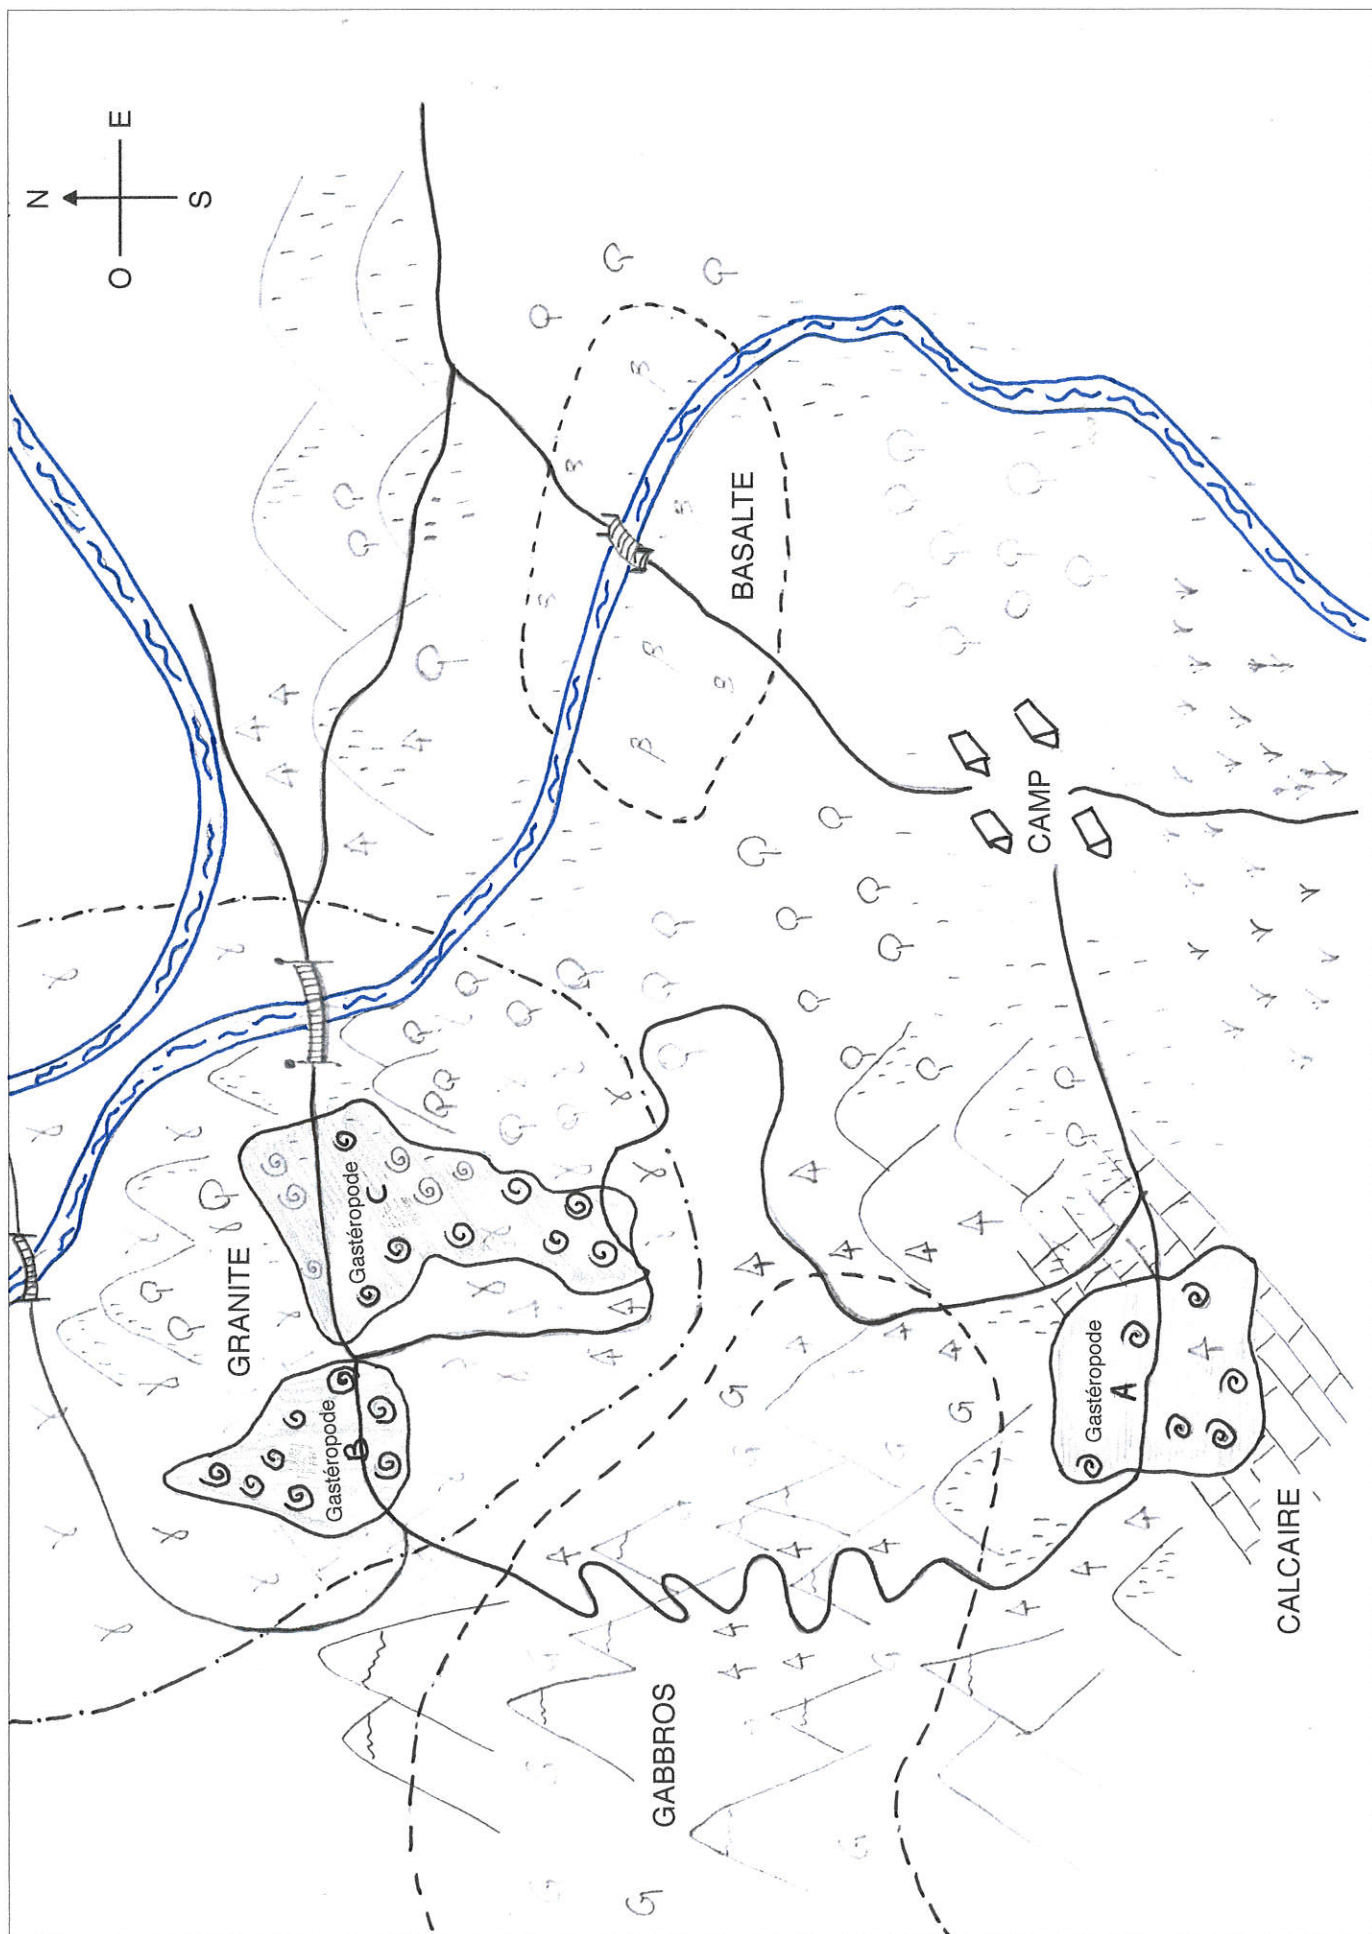 N
O E
S
GRANITE
Gastéropode
B
Gastéropode
C
BASALTE
β
β
β
GABBROS
G
G
G
CAMP
Gastéropode
A
CALCAIRE